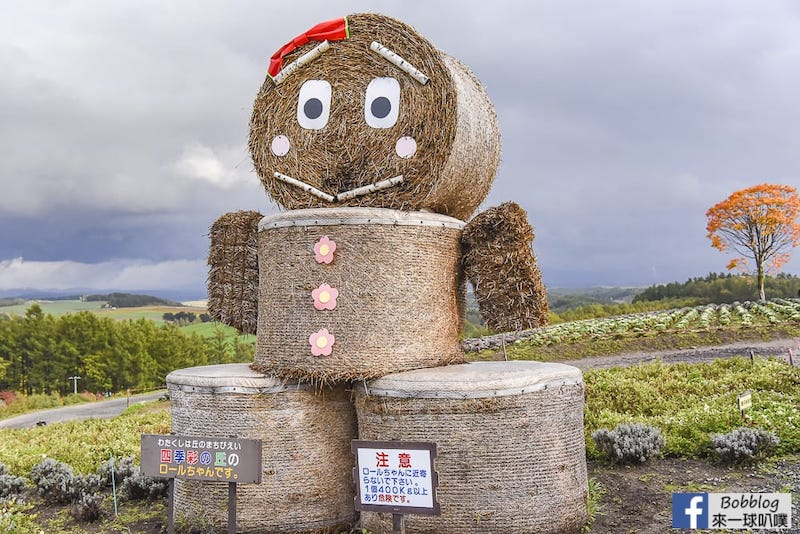 わたくしは丘のまちびえい
四季彩の丘の
ロールちゃんです。
注意
ロールちゃんに近寄
らないで下さい。
1個400Kg以上
あり危険です。
f
Bobblog
來一球叭噗